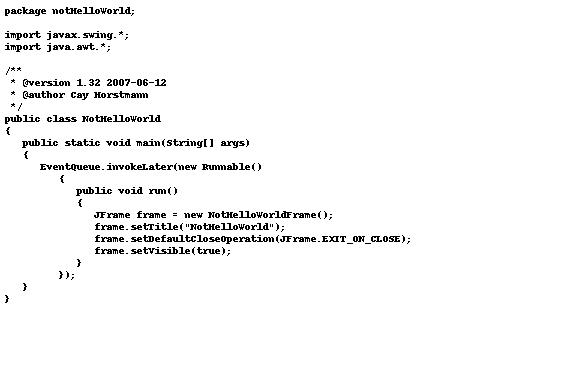 package notHelloWorld;
import javax.swing.*;
import java.awt.*;
/**
* @version 1.32 2007-06-12
* @author Cay Horstmann
*/
public class NotHelloWorld
{
public static void main(String[] args)
{
EventQueue.invokeLater(new Runnable()
{
public void run()
{
JFrame frame = new NotHelloWorldFrame();
frame.setTitle("NotHelloWorld");
frame.setDefaultCloseOperation(JFrame.EXIT_ON_CLOSE);
frame.setVisible(true);
}
});
}
}